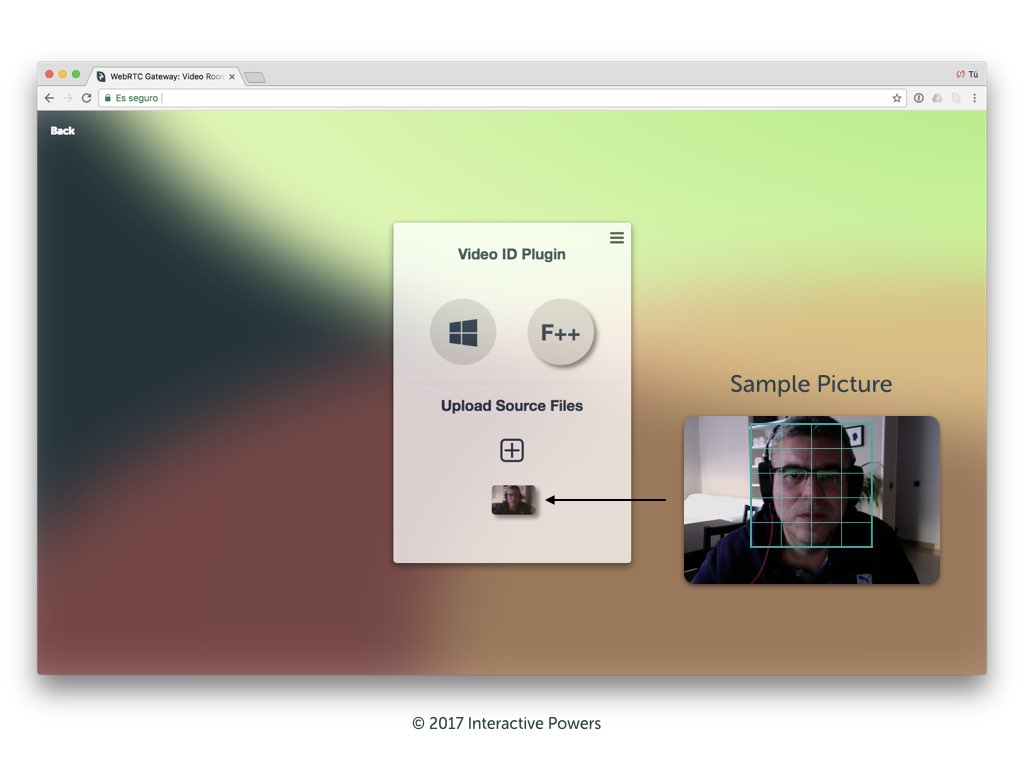 WebRTC Gateway: Video Room
Tú
Es seguro
Back
Video ID Plugin
F++
Upload Source Files
Sample Picture
© 2017 Interactive Powers